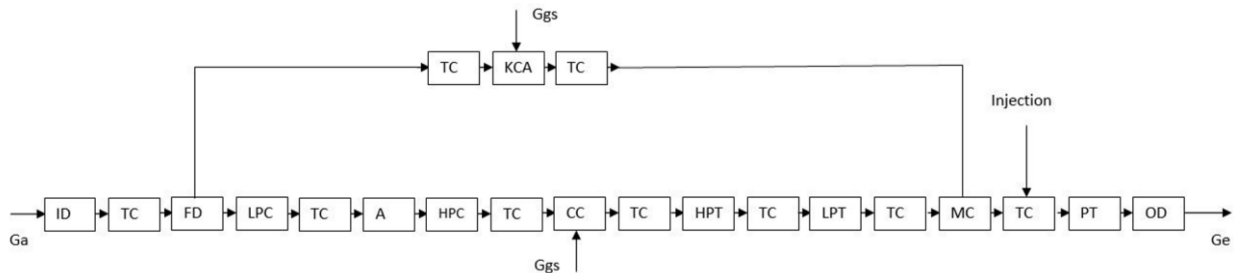 Ggs
TC KCA TC
Injection
ID TC FD LPC TC A HPC TC CC TC HPT TC LPT TC MC TC PT OD
Ga Ge
Ggs